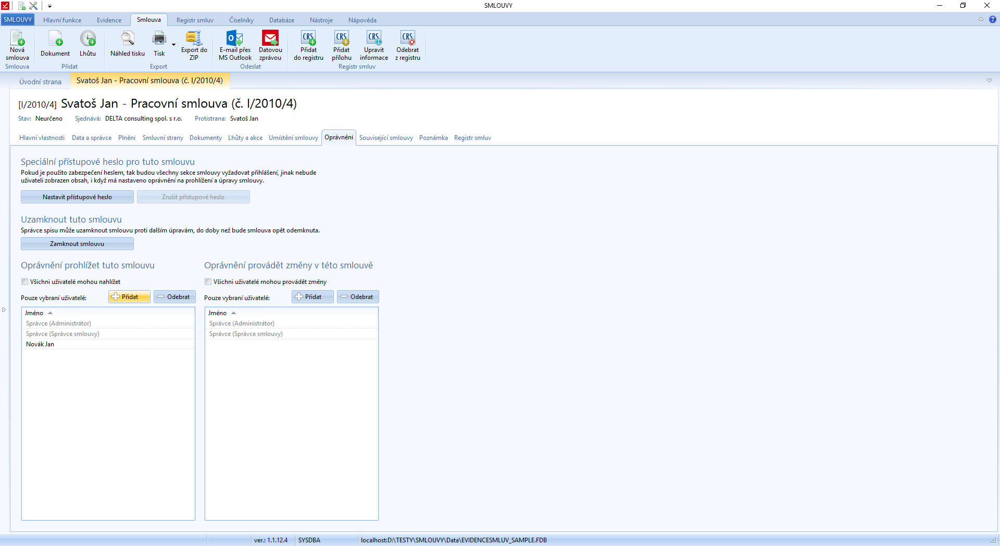 SMLOUVY
SMLOUVY Hlavní funkce Evidence Smlouva Registr smluv Číselníky Databáze Nástroje Nápověda
Nová smlouva
Dokument
Lhůtu
Náhled tisku
Tisk
Export do ZIP
E-mail přes MS Outlook
Datovou zprávou
CRS Přidat do registru
CRS Přidat přílohu
CRS Upravit informace
CRS Odebrat z registru
Smlouva Přidat Export Odeslat Registr smluv
Úvodní strana Svatoš Jan - Pracovní smlouva (č. I/2010/4)
[I/2010/4] Svatoš Jan - Pracovní smlouva (č. I/2010/4)
Stav: Neurčeno Sjednává: DELTA consulting spol. s r.o. Protistrana: Svatoš Jan
Hlavní vlastnosti Data a správce Plnění Smluvní strany Dokumenty Lhůty a akce Umístění smlouvy Oprávnění Související smlouvy Poznámka Registr smluv
Speciální přístupové heslo pro tuto smlouvu
Pokud je použito zabezpečení heslem, tak budou všechny sekce smlouvy vyžadovat přihlášení, jinak nebude
uživateli zobrazen obsah, i když má nastaveno oprávnění na prohlížení a úpravy smlouvy.
Nastavit přístupové heslo Zrušit přístupové heslo
Uzamknout tuto smlouvu
Správce spisu může uzamknout smlouvu proti dalším úpravám, do doby než bude smlouva opět odemknuta.
Zamknout smlouvu
Oprávnění prohlížet tuto smlouvu
Všichni uživatelé mohou nahlížet
Pouze vybraní uživatelé: Přidat Odebrat
Jméno
Správce (Administrátor)
Správce (Správce smlouvy)
Novák Jan
Oprávnění provádět změny v této smlouvě
Všichni uživatelé mohou provádět změny
Pouze vybraní uživatelé: Přidat Odebrat
Jméno
Správce (Administrátor)
Správce (Správce smlouvy)
ver.: 1.1.12.4 SYSDBA localhost:D:\TESTY\SMLOUVY\Data\EVIDENCESMLUV_SAMPLE.FDB